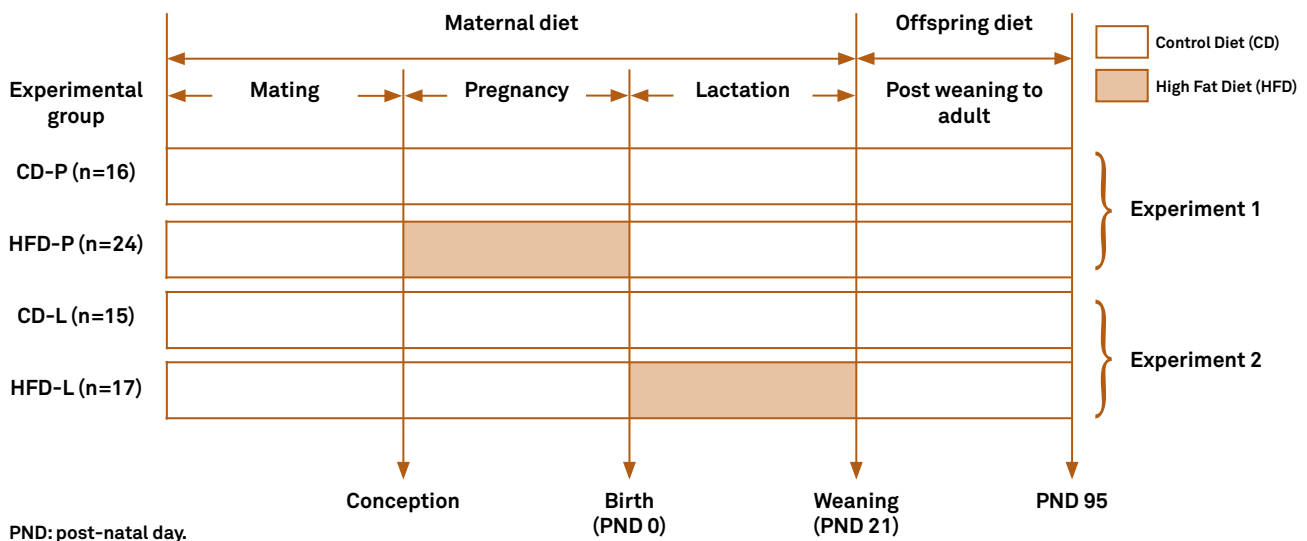 Maternal diet
Offspring diet
Control Diet (CD)
High Fat Diet (HFD)
Experimental
group
Mating
Pregnancy
Lactation
Post weaning to
adult
CD-P (n=16)
HFD-P (n=24)
Experiment 1
CD-L (n=15)
HFD-L (n=17)
Experiment 2
Conception
Birth
(PND 0)
Weaning
(PND 21)
PND 95
PND: post-natal day.